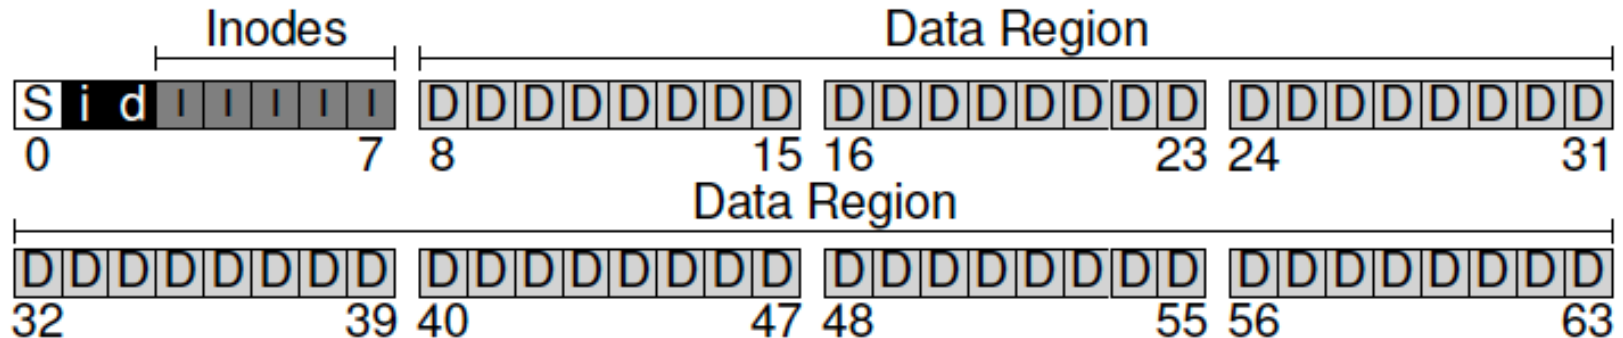 Inodes Data Region
S i d I I I I I D D D D D D D D D D D D D D D D D D D D D D D D
0 7 8 15 16 23 24 31
Data Region
D D D D D D D D D D D D D D D D D D D D D D D D D D D D D D D D
32 39 40 47 48 55 56 63